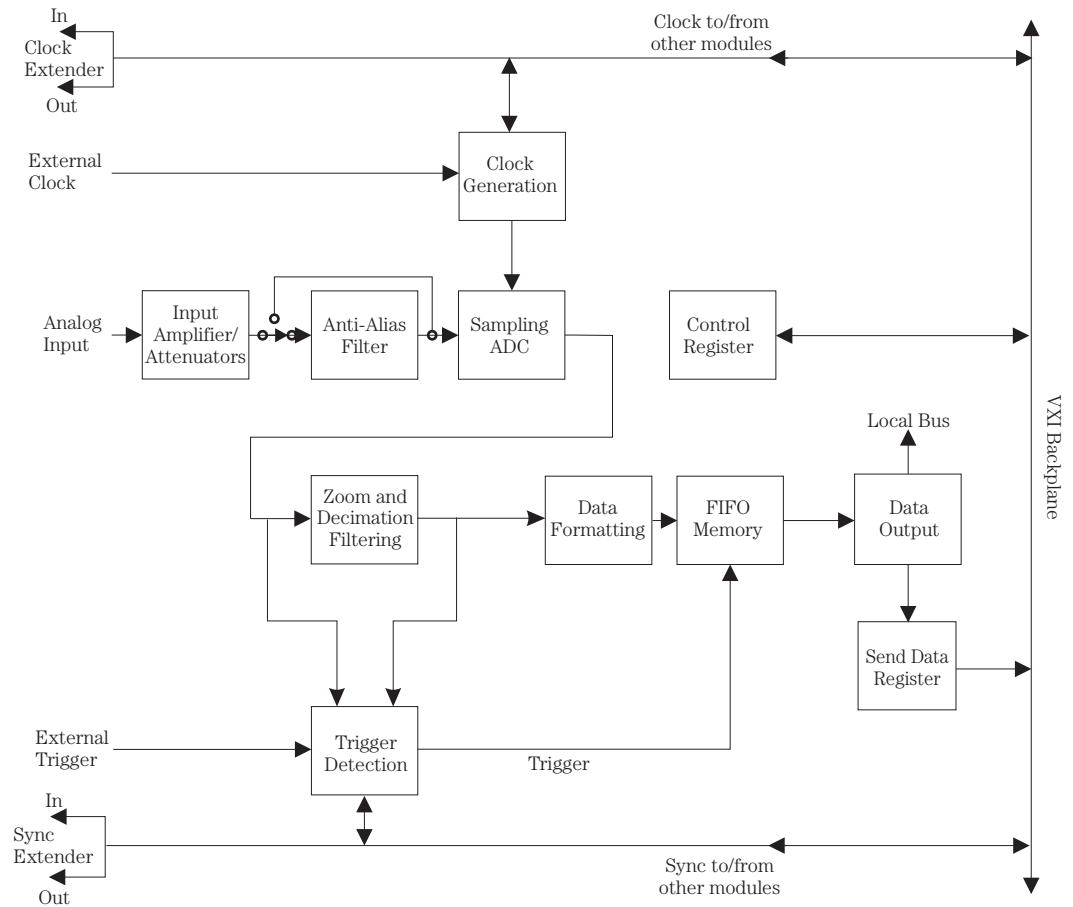 In
Clock
Extender
Out
Clock to/from
other modules
External
Clock
Clock
Generation
Analog
Input
Input
Amplifier/
Attenuators
Anti-Alias
Filter
Sampling
ADC
Control
Register
VXI Backplane
Local Bus
Zoom and
Decimation
Filtering
Data
Formatting
FIFO
Memory
Data
Output
Send Data
Register
External
Trigger
Trigger
Detection
Trigger
In
Sync
Extender
Out
Sync to/from
other modules